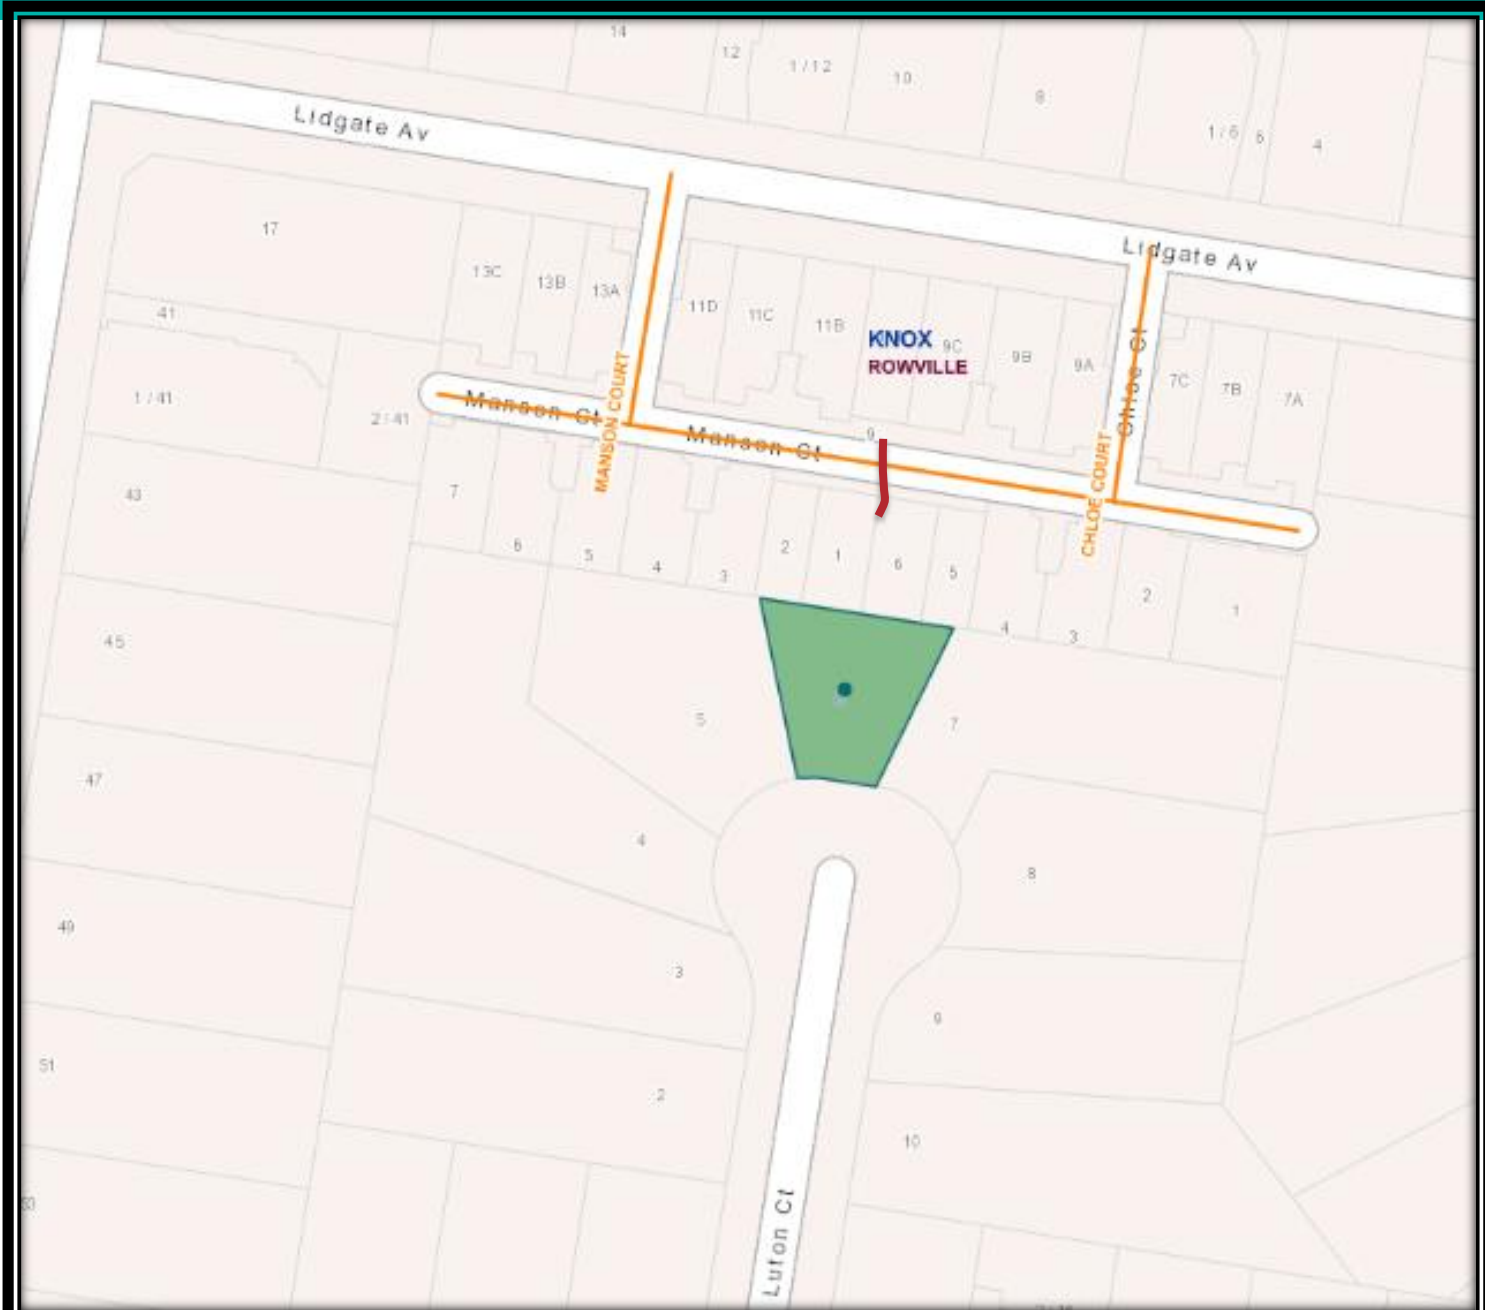 14
12
1 / 12
10
8
1 / 6
6
4
Lidgate Av
Lidgate Av
17
13C
13B
13A
11D
11C
11B
KNOX
9C
ROWVILLE
9B
9A
Chloe Ct
7C
7B
7A
41
1 / 41
2 / 41
Manson Ct
MANSON COURT
Manson Ct
9
CHLOE COURT
43
7
6
5
4
3
2
1
6
5
4
3
2
1
45
5
7
47
4
8
49
3
9
51
2
10
Luton Ct